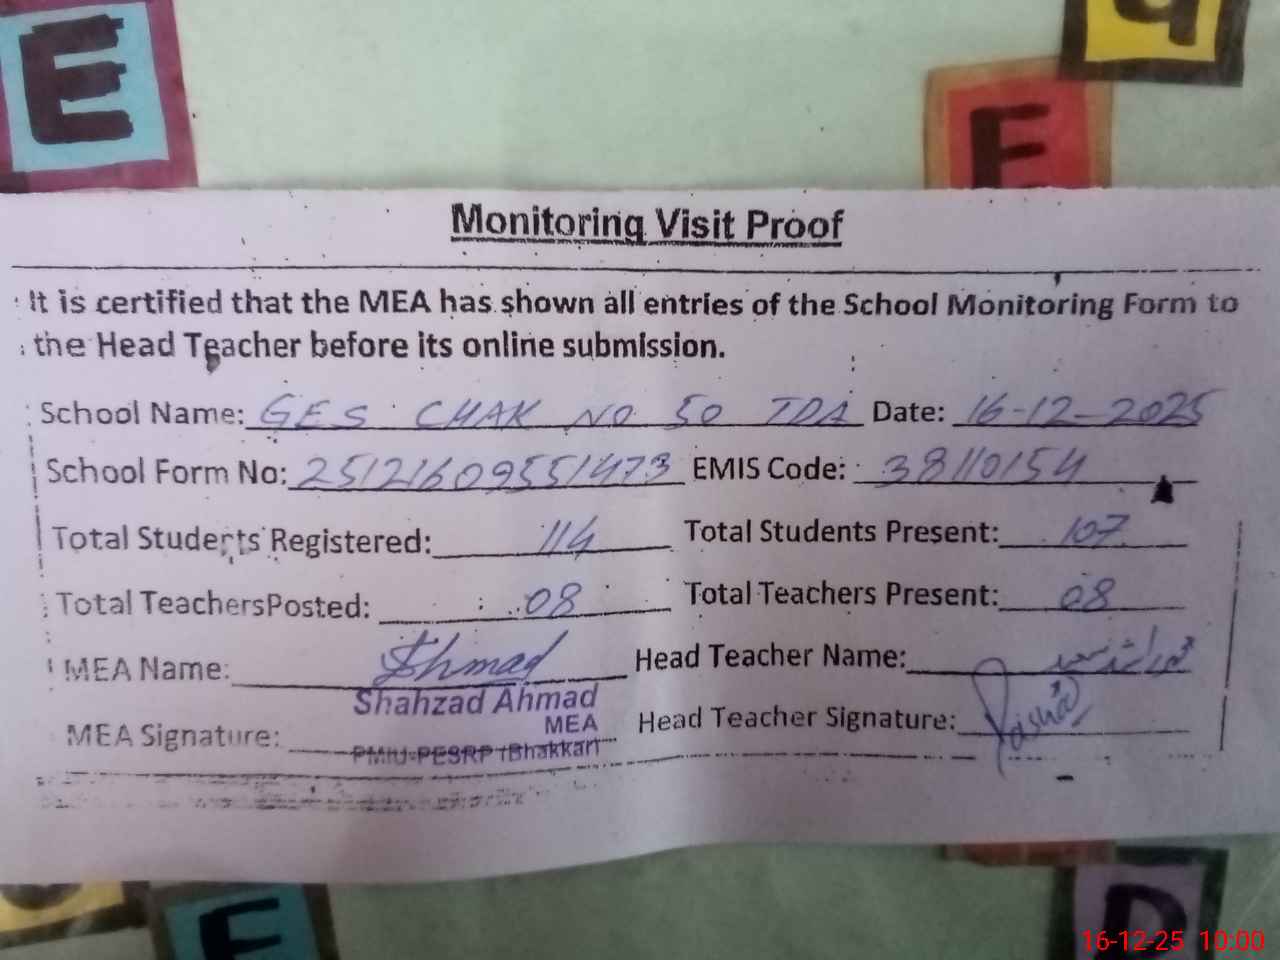 E
4
E
Monitoring Visit Proof
It is certified that the MEA has shown all entries of the School Monitoring Form to
the Head Teacher before its online submission.
School Name: GES CHAK NO 50 TDA Date: 16-12-2025
School Form No: 25121609551473 EMIS Code: 38110154
Total Students Registered: 114 Total Students Present: 107
Total Teachers Posted: 08 Total Teachers Present: 08
MEA Name: Ahmad Head Teacher Name:
Shahzad Ahmad
MEA
MEA Signature: Head Teacher Signature:
PMIU-PESRP (Bhakkar)
F
D
16-12-25 10:00